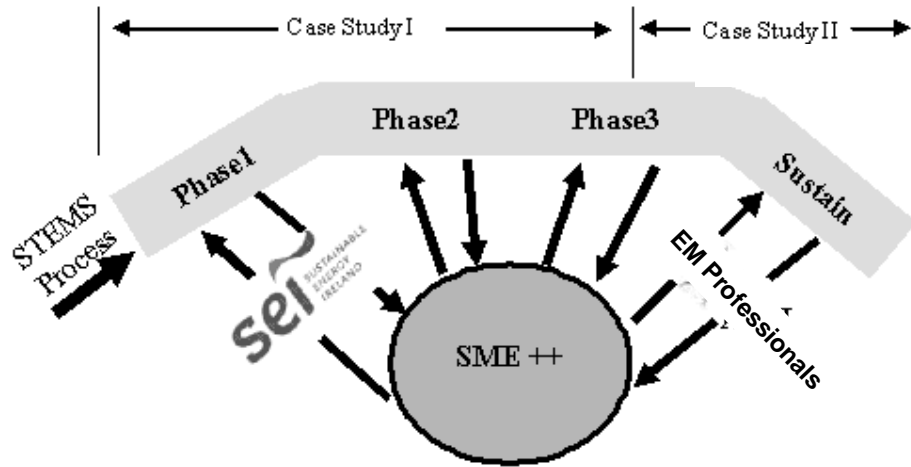 Case Study I
Case Study II
Phase1
Phase2
Phase3
Sustain
STEMS
Process
sei
SUSTAINABLE
ENERGY
IRELAND
EM Professionals
SME ++